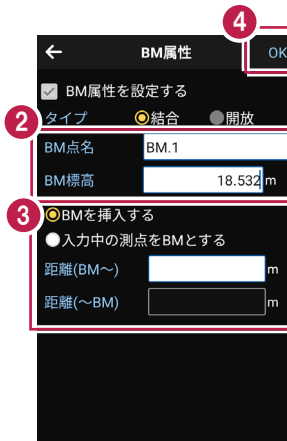 4
← BM属性 OK
BM属性を設定する
2
タイプ 結合 開放
BM点名 BM.1
BM標高 18.532 m
3
BMを挿入する
入力中の測点をBMとする
距離(BM～) m
距離(～BM) m